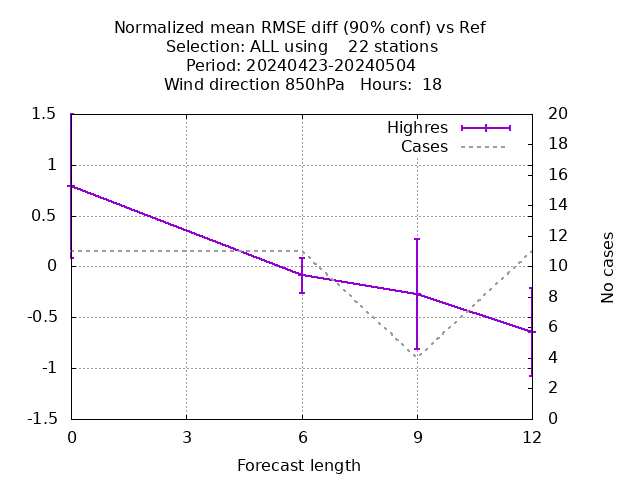 Normalized mean RMSE diff (90% conf) vs Ref
Selection: ALL using    22 stations
Period: 20240423-20240504
Wind direction 850hPa   Hours:  18
Highres
Cases
1.5
1
0.5
0
-0.5
-1
-1.5
20
18
16
14
12
10
8
6
4
2
0
No cases
0
3
6
9
12
Forecast length